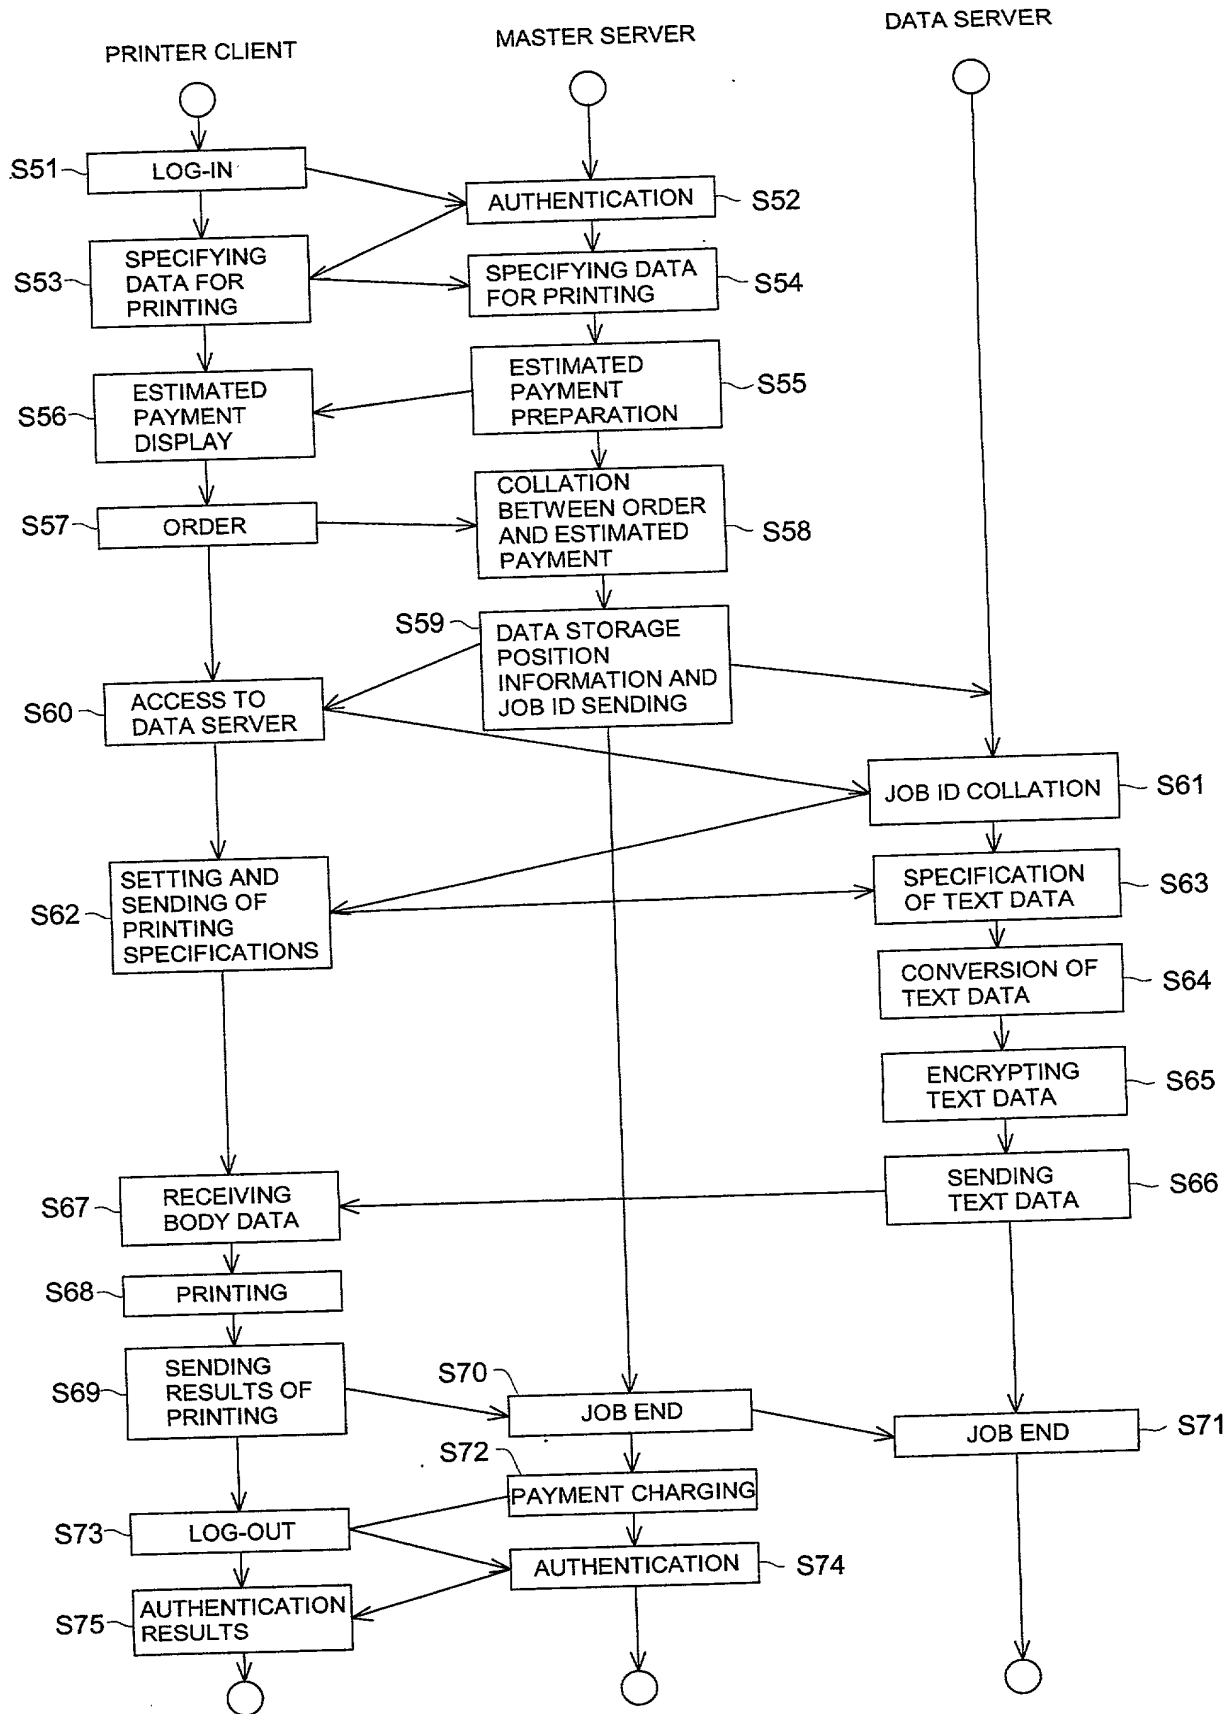 PRINTER CLIENT
MASTER SERVER
DATA SERVER
S51
LOG-IN
AUTHENTICATION
S52
S53
SPECIFYING
DATA FOR
PRINTING
SPECIFYING DATA
FOR PRINTING
S54
ESTIMATED
PAYMENT
PREPARATION
S55
S56
ESTIMATED
PAYMENT
DISPLAY
S57
ORDER
COLLATION
BETWEEN ORDER
AND ESTIMATED
PAYMENT
S58
S59
DATA STORAGE
POSITION
INFORMATION AND
JOB ID SENDING
S60
ACCESS TO
DATA SERVER
JOB ID COLLATION
S61
S62
SETTING AND
SENDING OF
PRINTING
SPECIFICATIONS
SPECIFICATION
OF TEXT DATA
S63
CONVERSION OF
TEXT DATA
S64
ENCRYPTING
TEXT DATA
S65
SENDING
TEXT DATA
S66
S67
RECEIVING
BODY DATA
S68
PRINTING
S69
SENDING
RESULTS OF
PRINTING
S70
JOB END
JOB END
S71
S72
PAYMENT CHARGING
S73
LOG-OUT
AUTHENTICATION
S74
S75
AUTHENTICATION
RESULTS